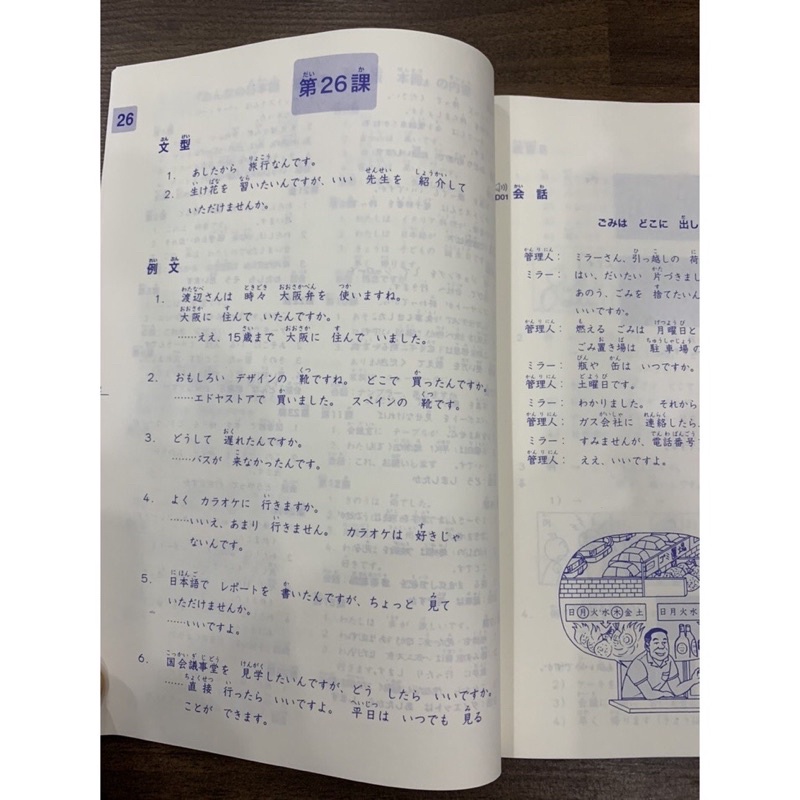 第26課
26
文型
1. あしたから 旅行なんです。
2. 生け花を 習いたいんですが、いい 先生を 紹介して
いただけませんか。
例文
1. 渡辺さんは 時々 大阪弁を 使いますね。
大阪に 住んで いたんですか。
……ええ、15歳まで 大阪に 住んで いました。
2. おもしろい デザインの 靴ですね。 どこで 買ったんですか。
……エドヤストアで 買いました。 スペインの 靴です。
3. どうして 遅れたんですか。
……バスが 来なかったんです。
4. よく カラオケに 行きますか。
……いいえ、あまり 行きません。 カラオケは 好きじゃ
ないんです。
5. 日本語で レポートを 書いたんですが、ちょっと 見て
いただけませんか。
……いいですよ。
6. 国会議事堂を 見学したいんですが、どう したら いいですか。
……直接 行ったら いいですよ。 平日は いつでも 見る
ことが できます。
001 会話
ごみは どこに 出し
管理人： ミラーさん、引っ越しの 荷
ミラー： はい、だいたい 片づきまし
あのう、ごみを 捨てたいん
いいですか。
管理人： 燃える ごみは 月曜日と
ごみ置き場は 駐車場の
ミラー： 瓶や 缶は いつですか。
管理人： 土曜日です。
ミラー： わかりました。 それから
管理人： ガス会社に 連絡したら、
ミラー： すみませんが、電話番号
管理人： ええ、いいですよ。
日月火水木金土
日月火水